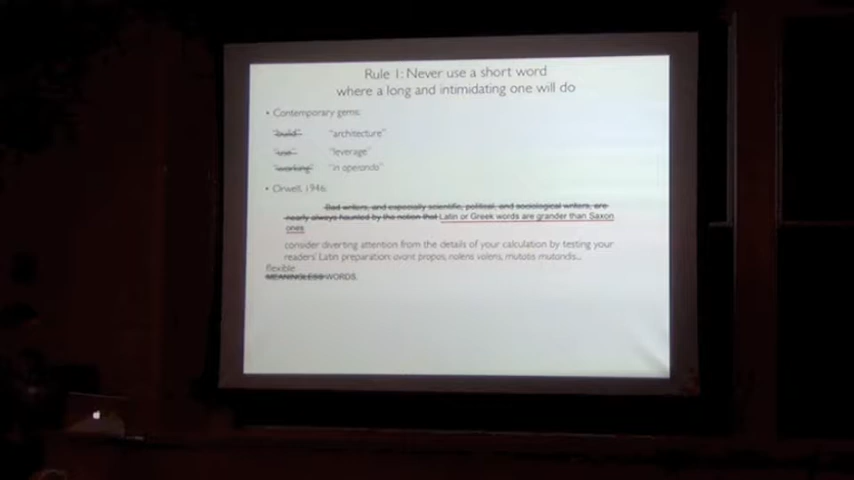 Rule 1: Never use a short word
where a long and intimidating one will do
• Contemporary gems:
"build" "architecture"
"use" "leverage"
"working" "in operando"
• Orwell, 1946:
Bad writers, and especially scientific, political, and sociological writers, are
nearly always haunted by the notion that Latin or Greek words are grander than Saxon
ones
consider diverting attention from the details of your calculation by testing your
readers' Latin preparation: avant propos, nolens volens, mutatis mutandis...
flexible
MEANINGLESS WORDS.